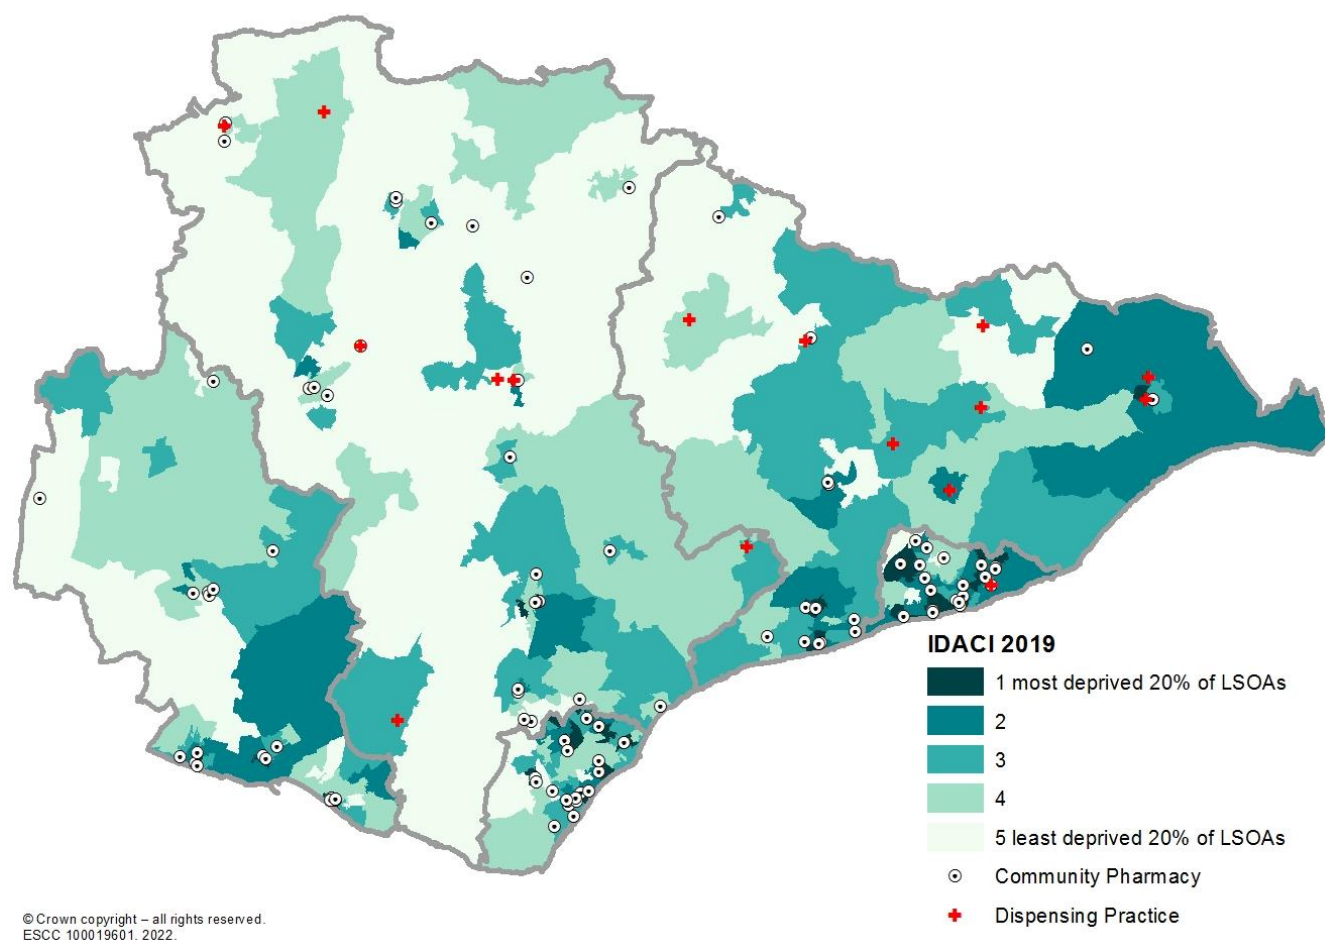 IDACI 2019
1 most deprived 20% of LSOAs
2
3
4
5 least deprived 20% of LSOAs
Community Pharmacy
Dispensing Practice
© Crown copyright – all rights reserved.
ESCC 100019601, 2022.